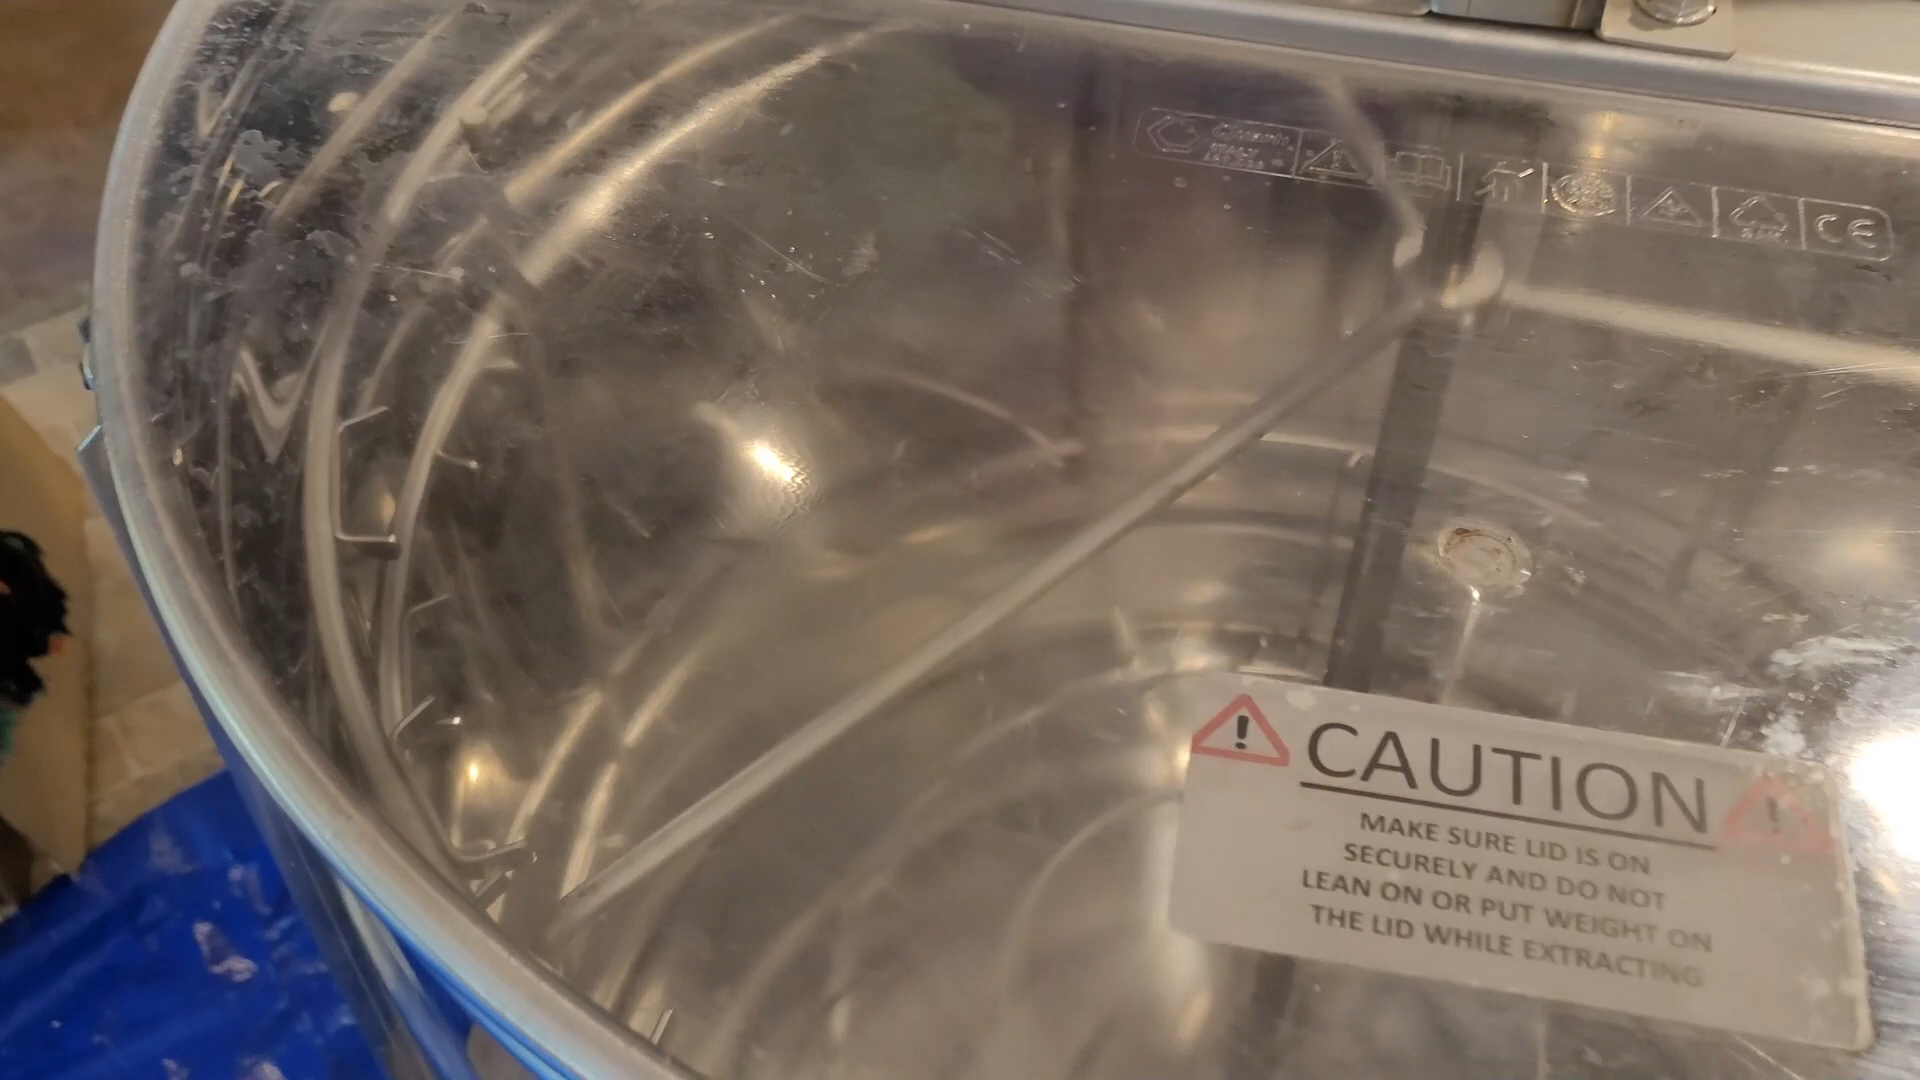 CE
CAUTION
MAKE SURE LID IS ON
SECURELY AND DO NOT
LEAN ON OR PUT WEIGHT ON
THE LID WHILE EXTRACTING